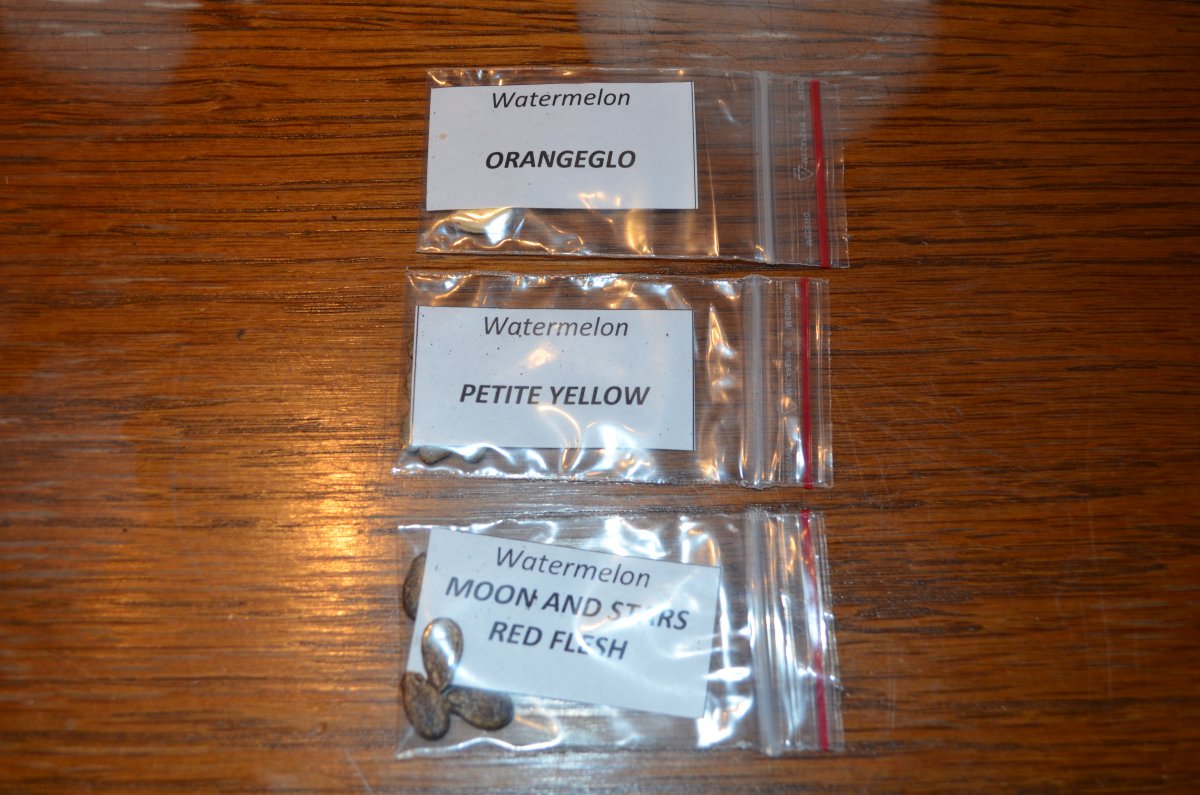 Watermelon
ORANGEGLO
Watermelon
PETITE YELLOW
Watermelon
MOON AND STARS
RED FLESH